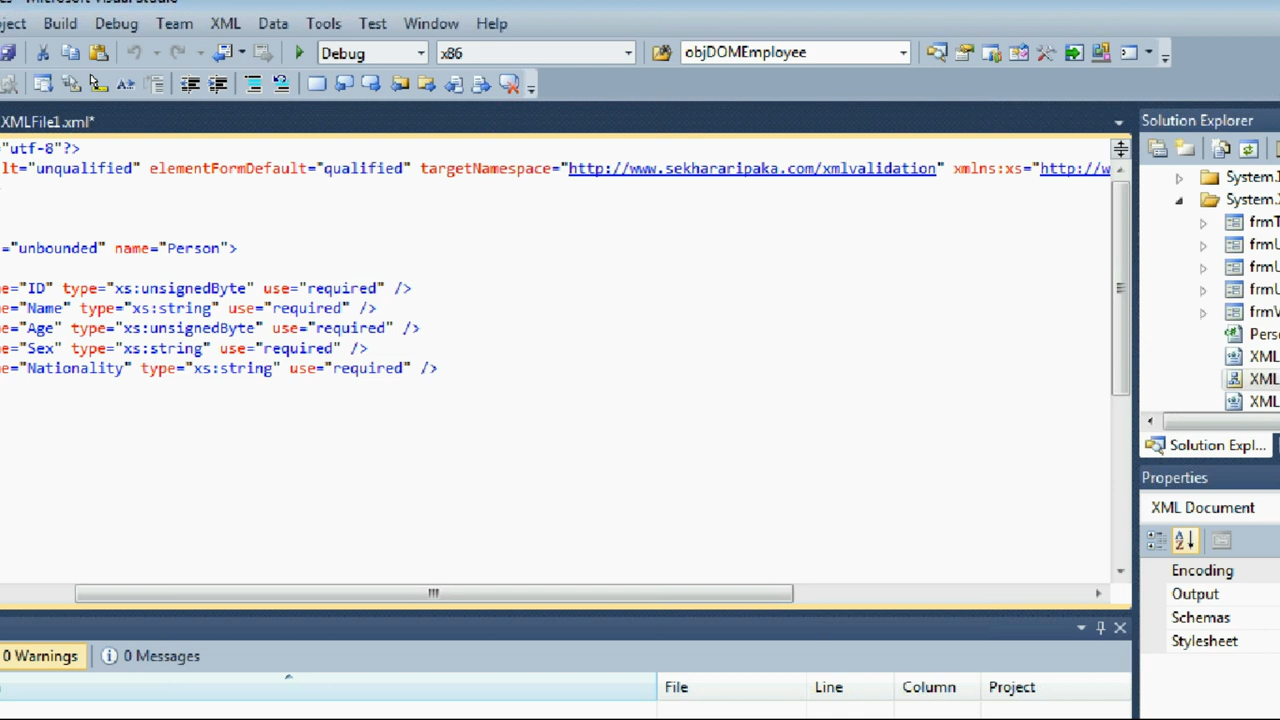 Microsoft Visual Studio
ject Build Debug Team XML Data Tools Test Window Help
Debug x86 objDOMEmployee
XMLFile1.xml*
="utf-8"?>
lt="unqualified" elementFormDefault="qualified" targetNamespace="http://www.sekhararipaka.com/xmlvalidation" xmlns:xs="http://w
="unbounded" name="Person">
e="ID" type="xs:unsignedByte" use="required" />
e="Name" type="xs:string" use="required" />
e="Age" type="xs:unsignedByte" use="required" />
e="Sex" type="xs:string" use="required" />
e="Nationality" type="xs:string" use="required" />
Solution Explorer
System.I
System.X
frmT
frmU
frmU
frmU
frmV
Perso
XML
XML
XML
Solution Expl...
Properties
XML Document
Encoding
Output
Schemas
Stylesheet
0 Warnings 0 Messages
File Line Column Project